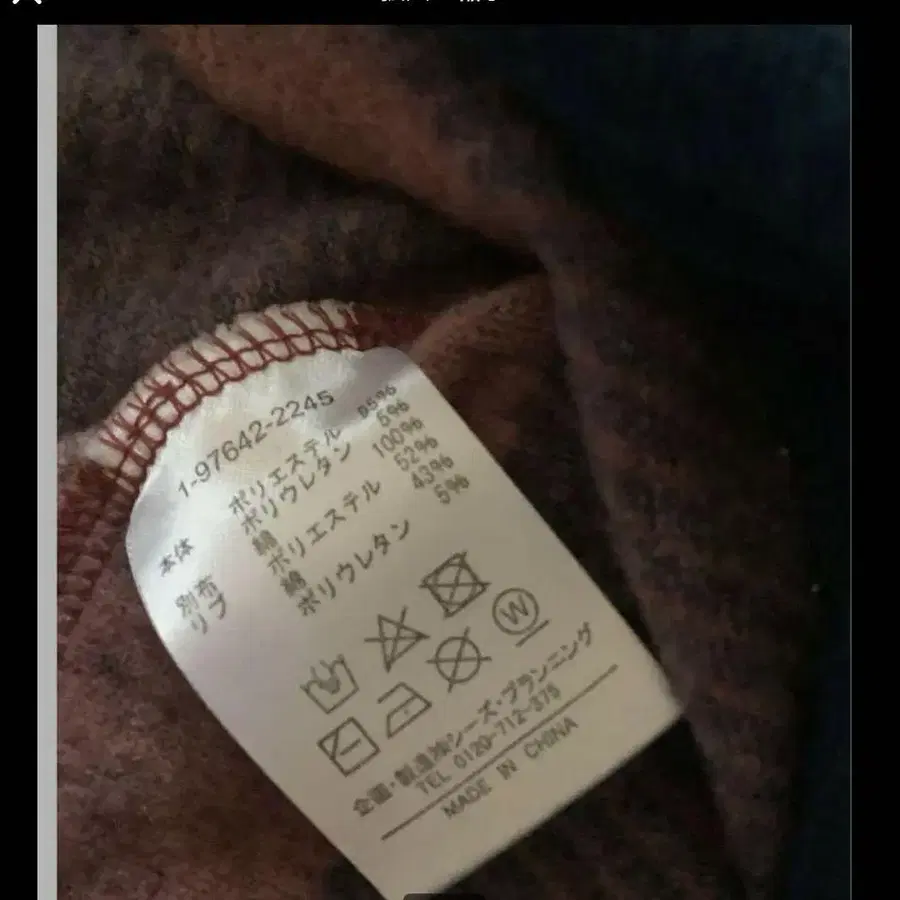 1-97642-2245
本体 ポリエステル 95%
ポリウレタン 5%
別布 綿 100%
リブ ポリエステル 52%
綿 43%
ポリウレタン 5%
W
企画・製造㈱シーズ・プランニング
TEL 0120-712-375
MADE IN CHINA